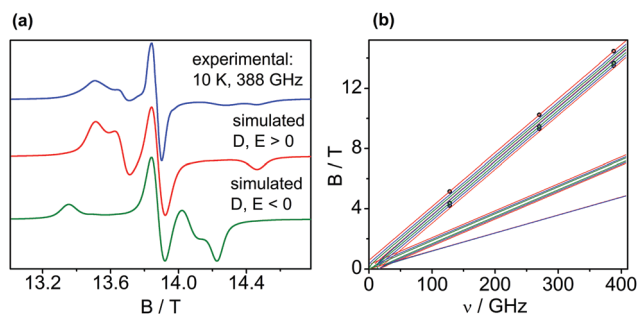 (a)
experimental:
10 K, 388 GHz
simulated
D, E > 0
simulated
D, E < 0
13.2 13.6 14.0 14.4
B / T
(b)
12
8
4
0
B / T
0 100 200 300 400
ν / GHz